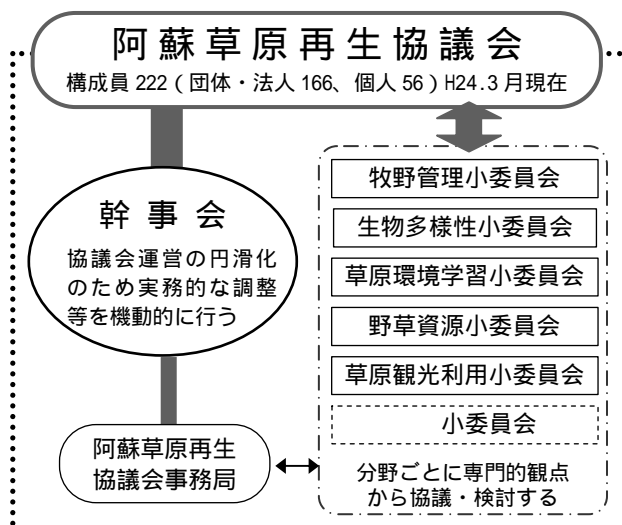 阿蘇草原再生協議会
構成員 222（団体・法人 166、個人 56）H24.3 月現在
幹事会
協議会運営の円滑化
のため実務的な調整
等を機動的に行う
阿蘇草原再生
協議会事務局
牧野管理小委員会
生物多様性小委員会
草原環境学習小委員会
野草資源小委員会
草原観光利用小委員会
小委員会
分野ごとに専門的観点
から協議・検討する